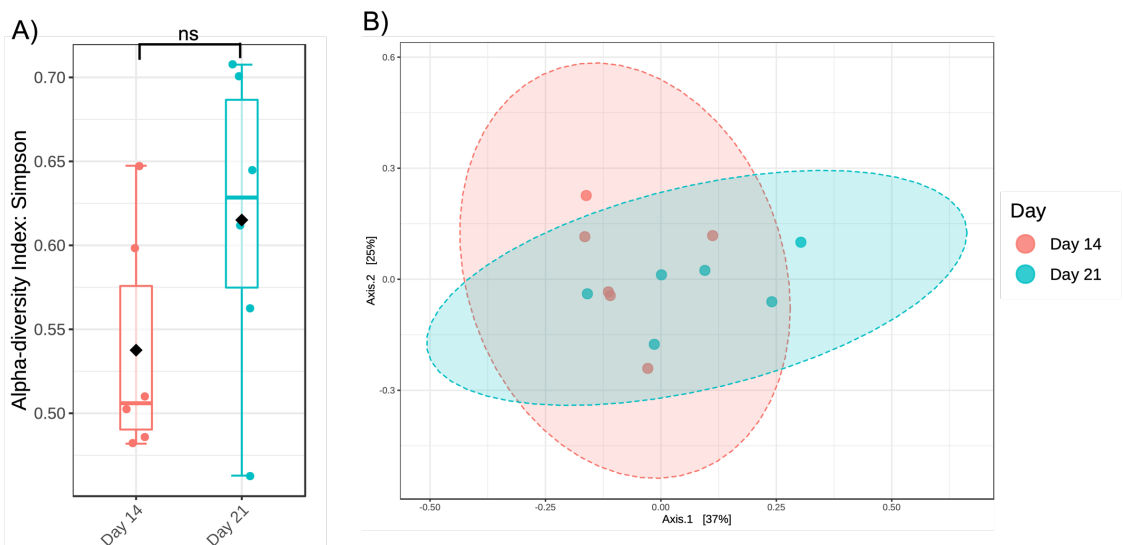 A)
ns
Alpha-diversity Index: Simpson
0.70
0.65
0.60
0.55
0.50
Day 14
Day 21
B)
Axis.2 [25%]
0.6
0.3
0.0
-0.3
-0.50
-0.25
0.00
0.25
0.50
Axis.1 [37%]
Day
Day 14
Day 21